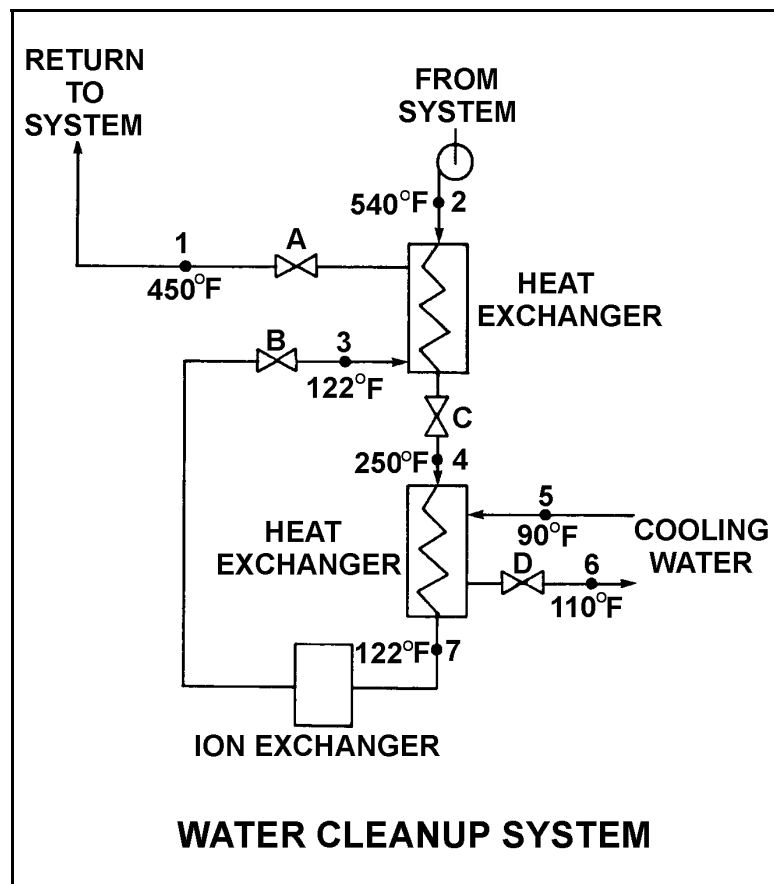 RETURN
TO
SYSTEM
FROM
SYSTEM
540°F 2
1
A
450°F
HEAT
EXCHANGER
B
3
122°F
C
250°F 4
HEAT
EXCHANGER
5
90°F
COOLING
WATER
D
6
110°F
122°F 7
ION EXCHANGER
WATER CLEANUP SYSTEM